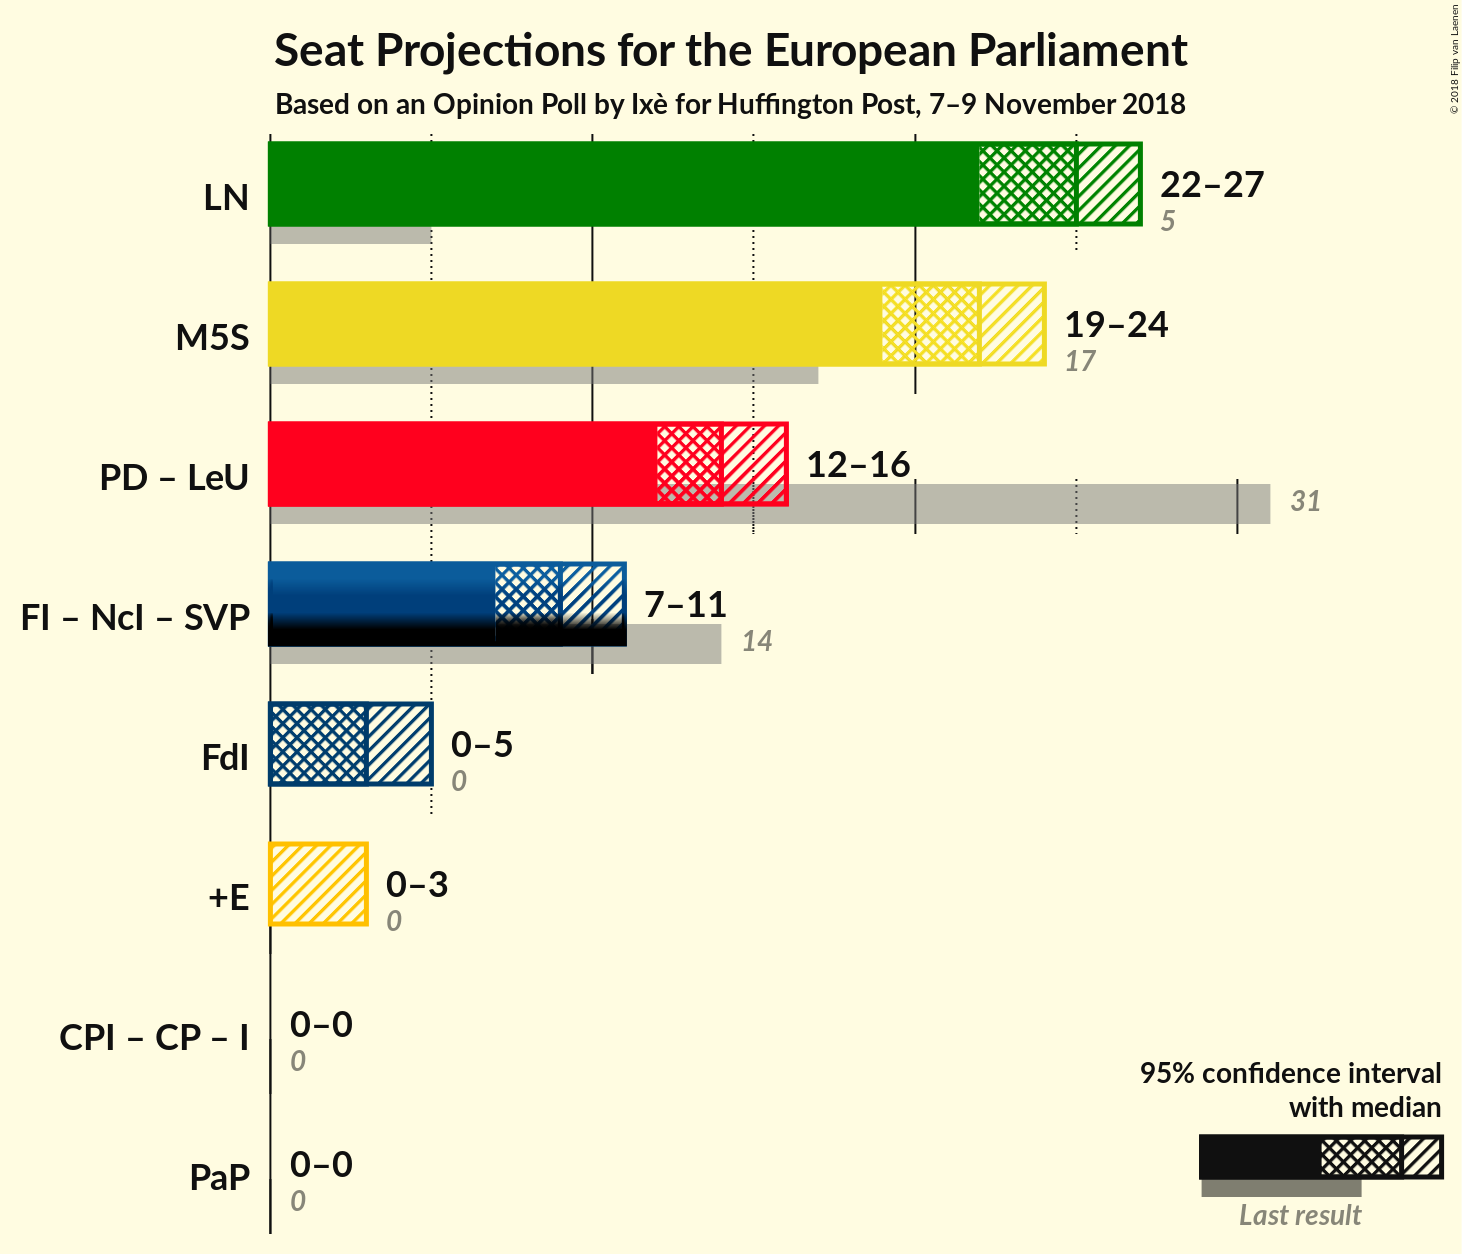 Seat Projections for the European Parliament
Based on an Opinion Poll by Ixè for Huffington Post, 7–9 November 2018
© 2018 Filip van Laenen
LN
22–27
5
M5S
19–24
17
PD – LeU
12–16
31
FI – NcI – SVP
7–11
14
FdI
0–5
0
+E
0–3
0
CPI – CP – I
0–0
0
PaP
0–0
0
95% confidence interval
with median
Last result